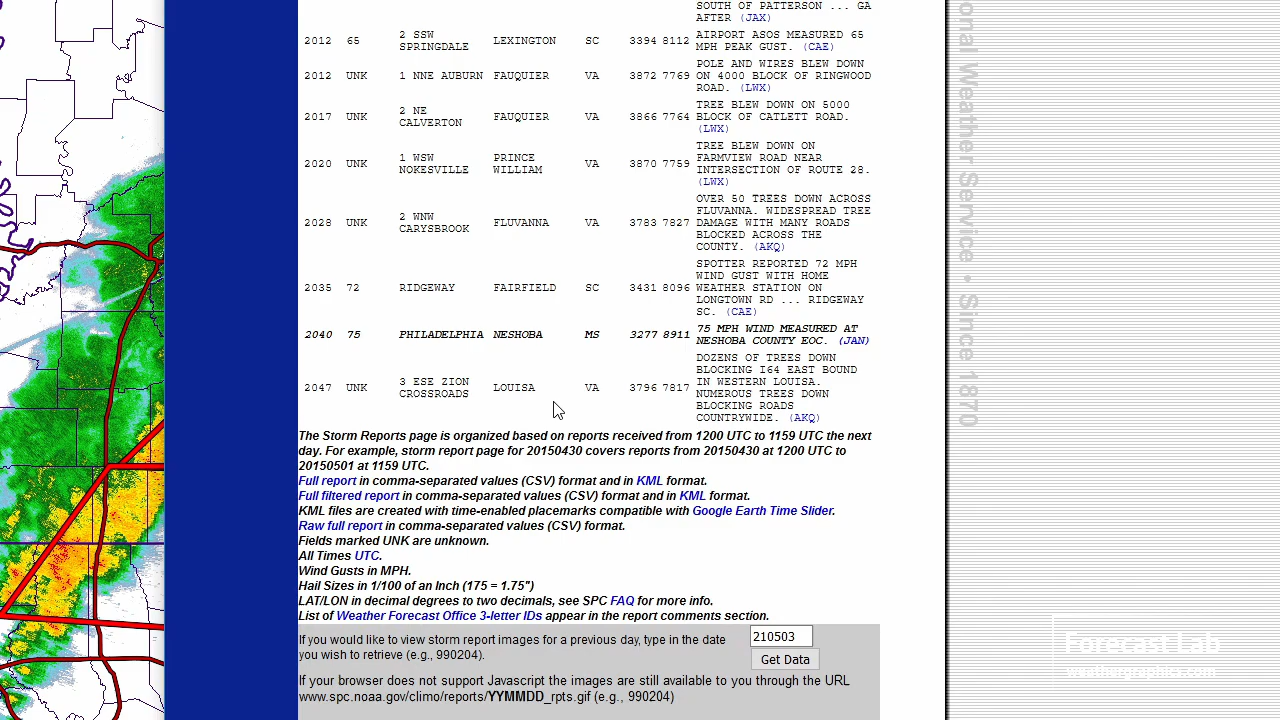 SOUTH OF PATTERSON ... GA
AFTER (JAX)
2012 65 2 SSW SPRINGDALE LEXINGTON SC 3394 8112 AIRPORT ASOS MEASURED 65
MPH PEAK GUST. (CAE)
2012 UNK 1 NNE AUBURN FAUQUIER VA 3872 7769 POLE AND WIRES BLEW DOWN
ON 4000 BLOCK OF RINGWOOD
ROAD. (LWX)
2017 UNK 2 NE CALVERTON FAUQUIER VA 3866 7764 TREE BLEW DOWN ON 5000
BLOCK OF CATLETT ROAD.
(LWX)
2020 UNK 1 WSW NOKESVILLE PRINCE WILLIAM VA 3870 7759 TREE BLEW DOWN ON
FARMVIEW ROAD NEAR
INTERSECTION OF ROUTE 28.
(LWX)
2028 UNK 2 WNW CARYSBROOK FLUVANNA VA 3783 7827 OVER 50 TREES DOWN ACROSS
FLUVANNA. WIDESPREAD TREE
DAMAGE WITH MANY ROADS
BLOCKED ACROSS THE
COUNTY. (AKQ)
2035 72 RIDGEWAY FAIRFIELD SC 3431 8096 SPOTTER REPORTED 72 MPH
WIND GUST WITH HOME
WEATHER STATION ON
LONGTOWN RD ... RIDGEWAY
SC. (CAE)
2040 75 PHILADELPHIA NESHOBA MS 3277 8911 75 MPH WIND MEASURED AT
NESHOBA COUNTY EOC. (JAN)
2047 UNK 3 ESE ZION CROSSROADS LOUISA VA 3796 7817 DOZENS OF TREES DOWN
BLOCKING I64 EAST BOUND
IN WESTERN LOUISA.
NUMEROUS TREES DOWN
BLOCKING ROADS
COUNTRYWIDE. (AKQ)
The Storm Reports page is organized based on reports received from 1200 UTC to 1159 UTC the next
day. For example, storm report page for 20150430 covers reports from 20150430 at 1200 UTC to
20150501 at 1159 UTC.
Full report in comma-separated values (CSV) format and in KML format.
Full filtered report in comma-separated values (CSV) format and in KML format.
KML files are created with time-enabled placemarks compatible with Google Earth Time Slider.
Raw full report in comma-separated values (CSV) format.
Fields marked UNK are unknown.
All Times UTC.
Wind Gusts in MPH.
Hail Sizes in 1/100 of an Inch (175 = 1.75")
LAT/LON in decimal degrees to two decimals, see SPC FAQ for more info.
List of Weather Forecast Office 3-letter IDs appear in the report comments section.
If you would like to view storm report images for a previous day, type in the date
you wish to retrieve (e.g., 990204).
210503
Get Data
If your browser does not support Javascript the images are still available to you through the URL
www.spc.noaa.gov/climo/reports/YYMMDD_rpts.gif (e.g., 990204)
onal Weather Service • Since 1870
Forecast Lab
weathergraphics.com